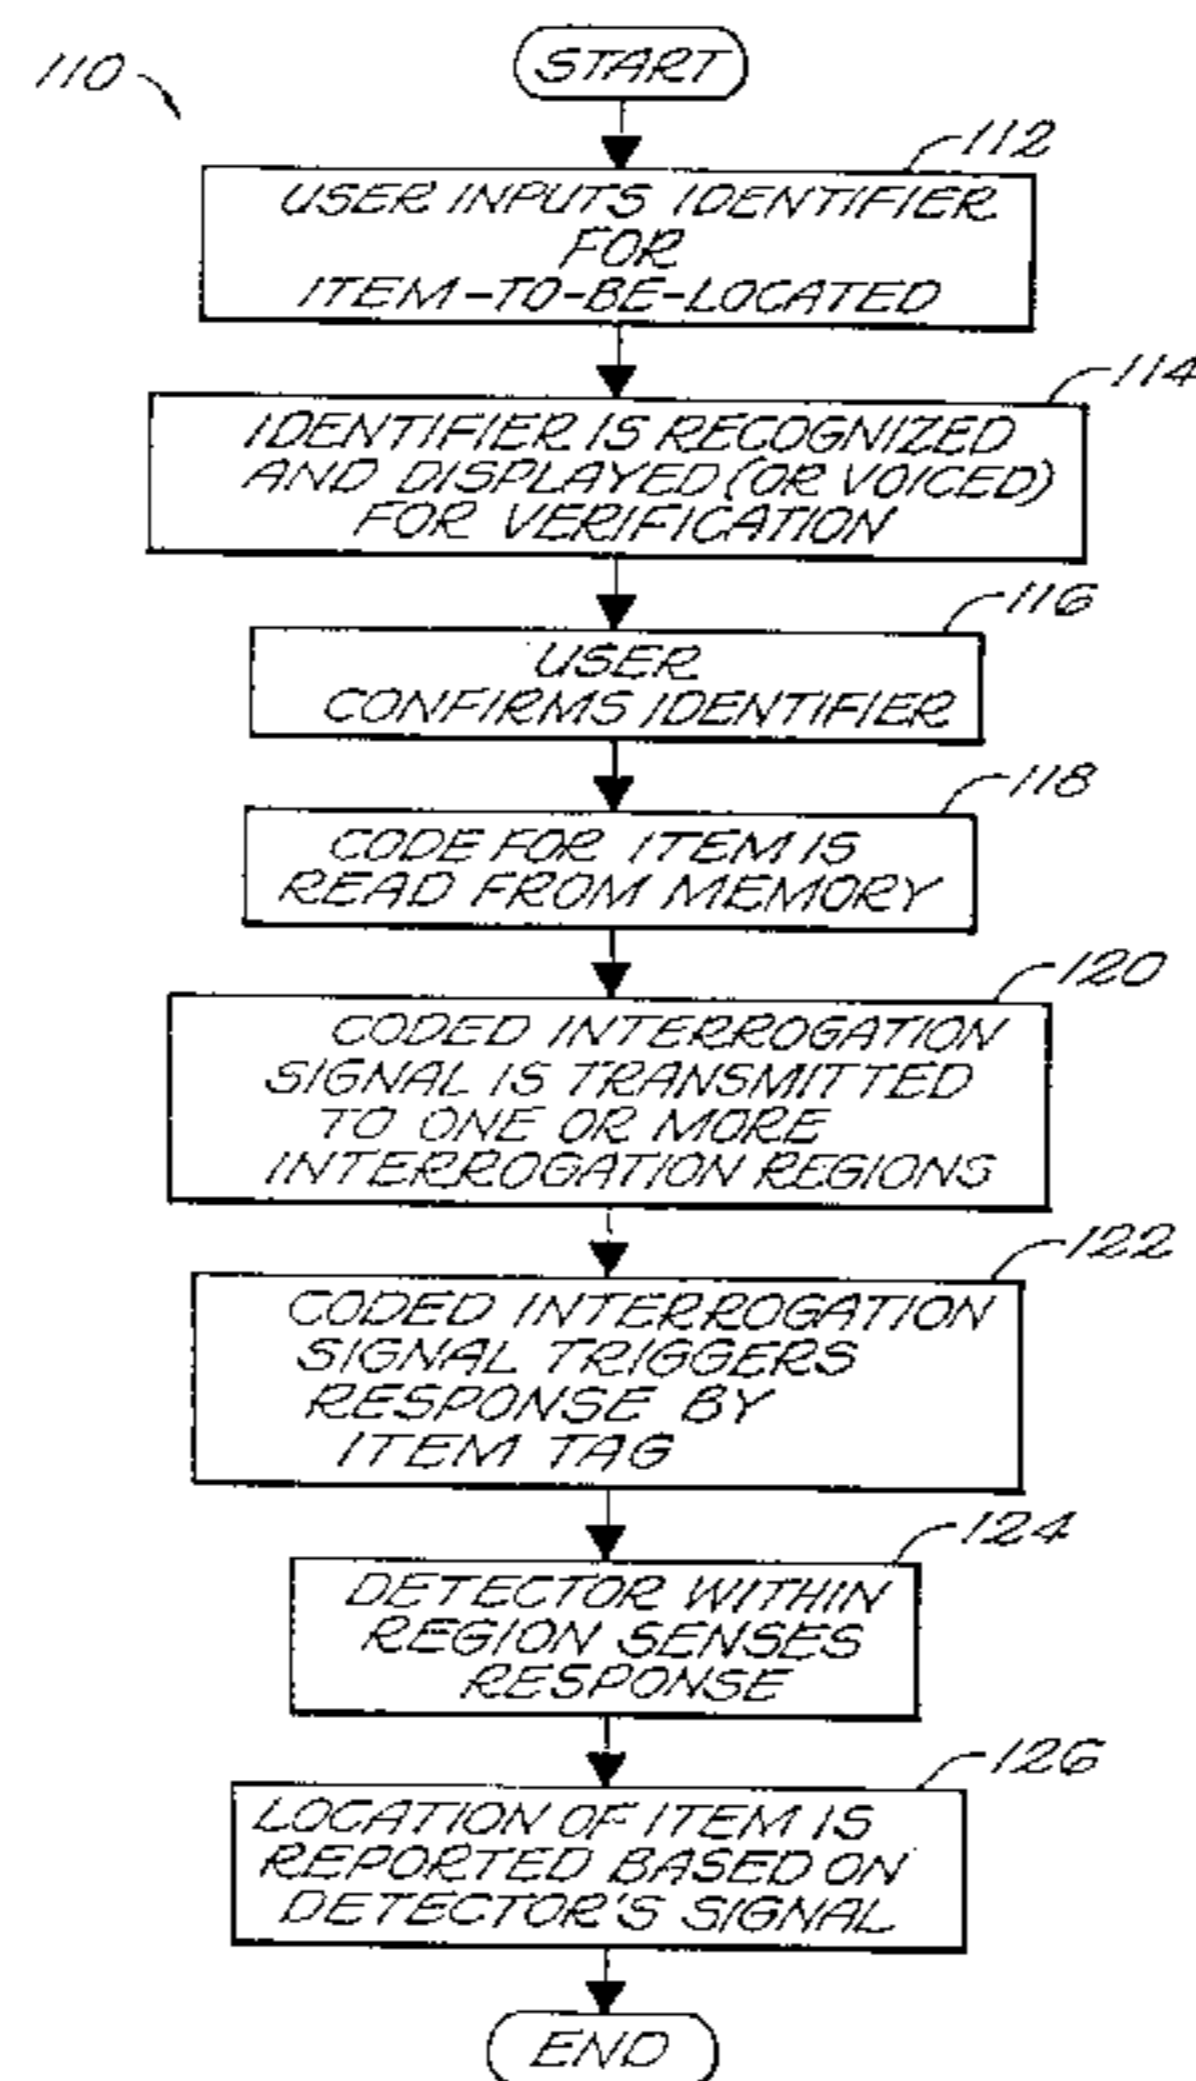 110
START
112
USER INPUTS IDENTIFIER
FOR
ITEM-TO-BE-LOCATED
114
IDENTIFIER IS RECOGNIZED
AND DISPLAYED (OR VOICED)
FOR VERIFICATION
116
USER
CONFIRMS IDENTIFIER
118
CODE FOR ITEM IS
READ FROM MEMORY
120
CODED INTERROGATION
SIGNAL IS TRANSMITTED
TO ONE OR MORE
INTERROGATION REGIONS
122
CODED INTERROGATION
SIGNAL TRIGGERS
RESPONSE BY
ITEM TAG
124
DETECTOR WITHIN
REGION SENSES
RESPONSE
126
LOCATION OF ITEM IS
REPORTED BASED ON
DETECTOR'S SIGNAL
END